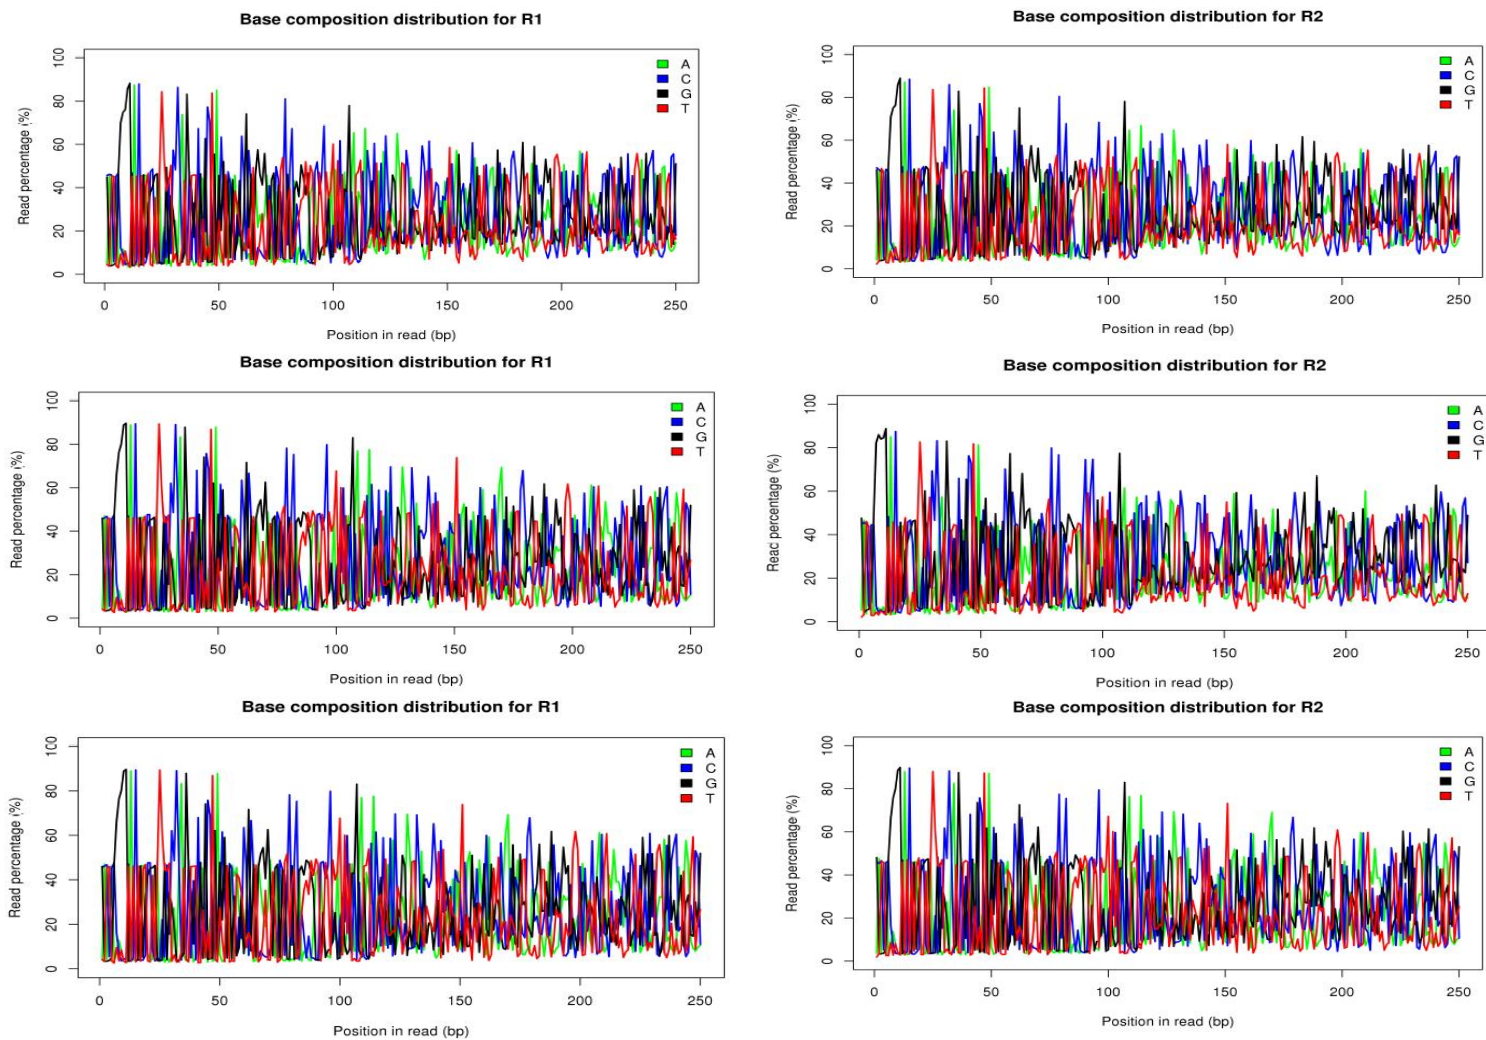 Base composition distribution for R1
Read percentage (%)
100
80
60
40
20
0
A
C
G
T
0 50 100 150 200 250
Position in read (bp)
Base composition distribution for R2
Read percentage (%)
100
80
60
40
20
0
A
C
G
T
0 50 100 150 200 250
Position in read (bp)
Base composition distribution for R1
Read percentage (%)
100
80
60
40
20
0
A
C
G
T
0 50 100 150 200 250
Position in read (bp)
Base composition distribution for R2
Read percentage (%)
100
80
60
40
20
0
A
C
G
T
0 50 100 150 200 250
Position in read (bp)
Base composition distribution for R1
Read percentage (%)
100
80
60
40
20
0
A
C
G
T
0 50 100 150 200 250
Position in read (bp)
Base composition distribution for R2
Read percentage (%)
100
80
60
40
20
0
A
C
G
T
0 50 100 150 200 250
Position in read (bp)